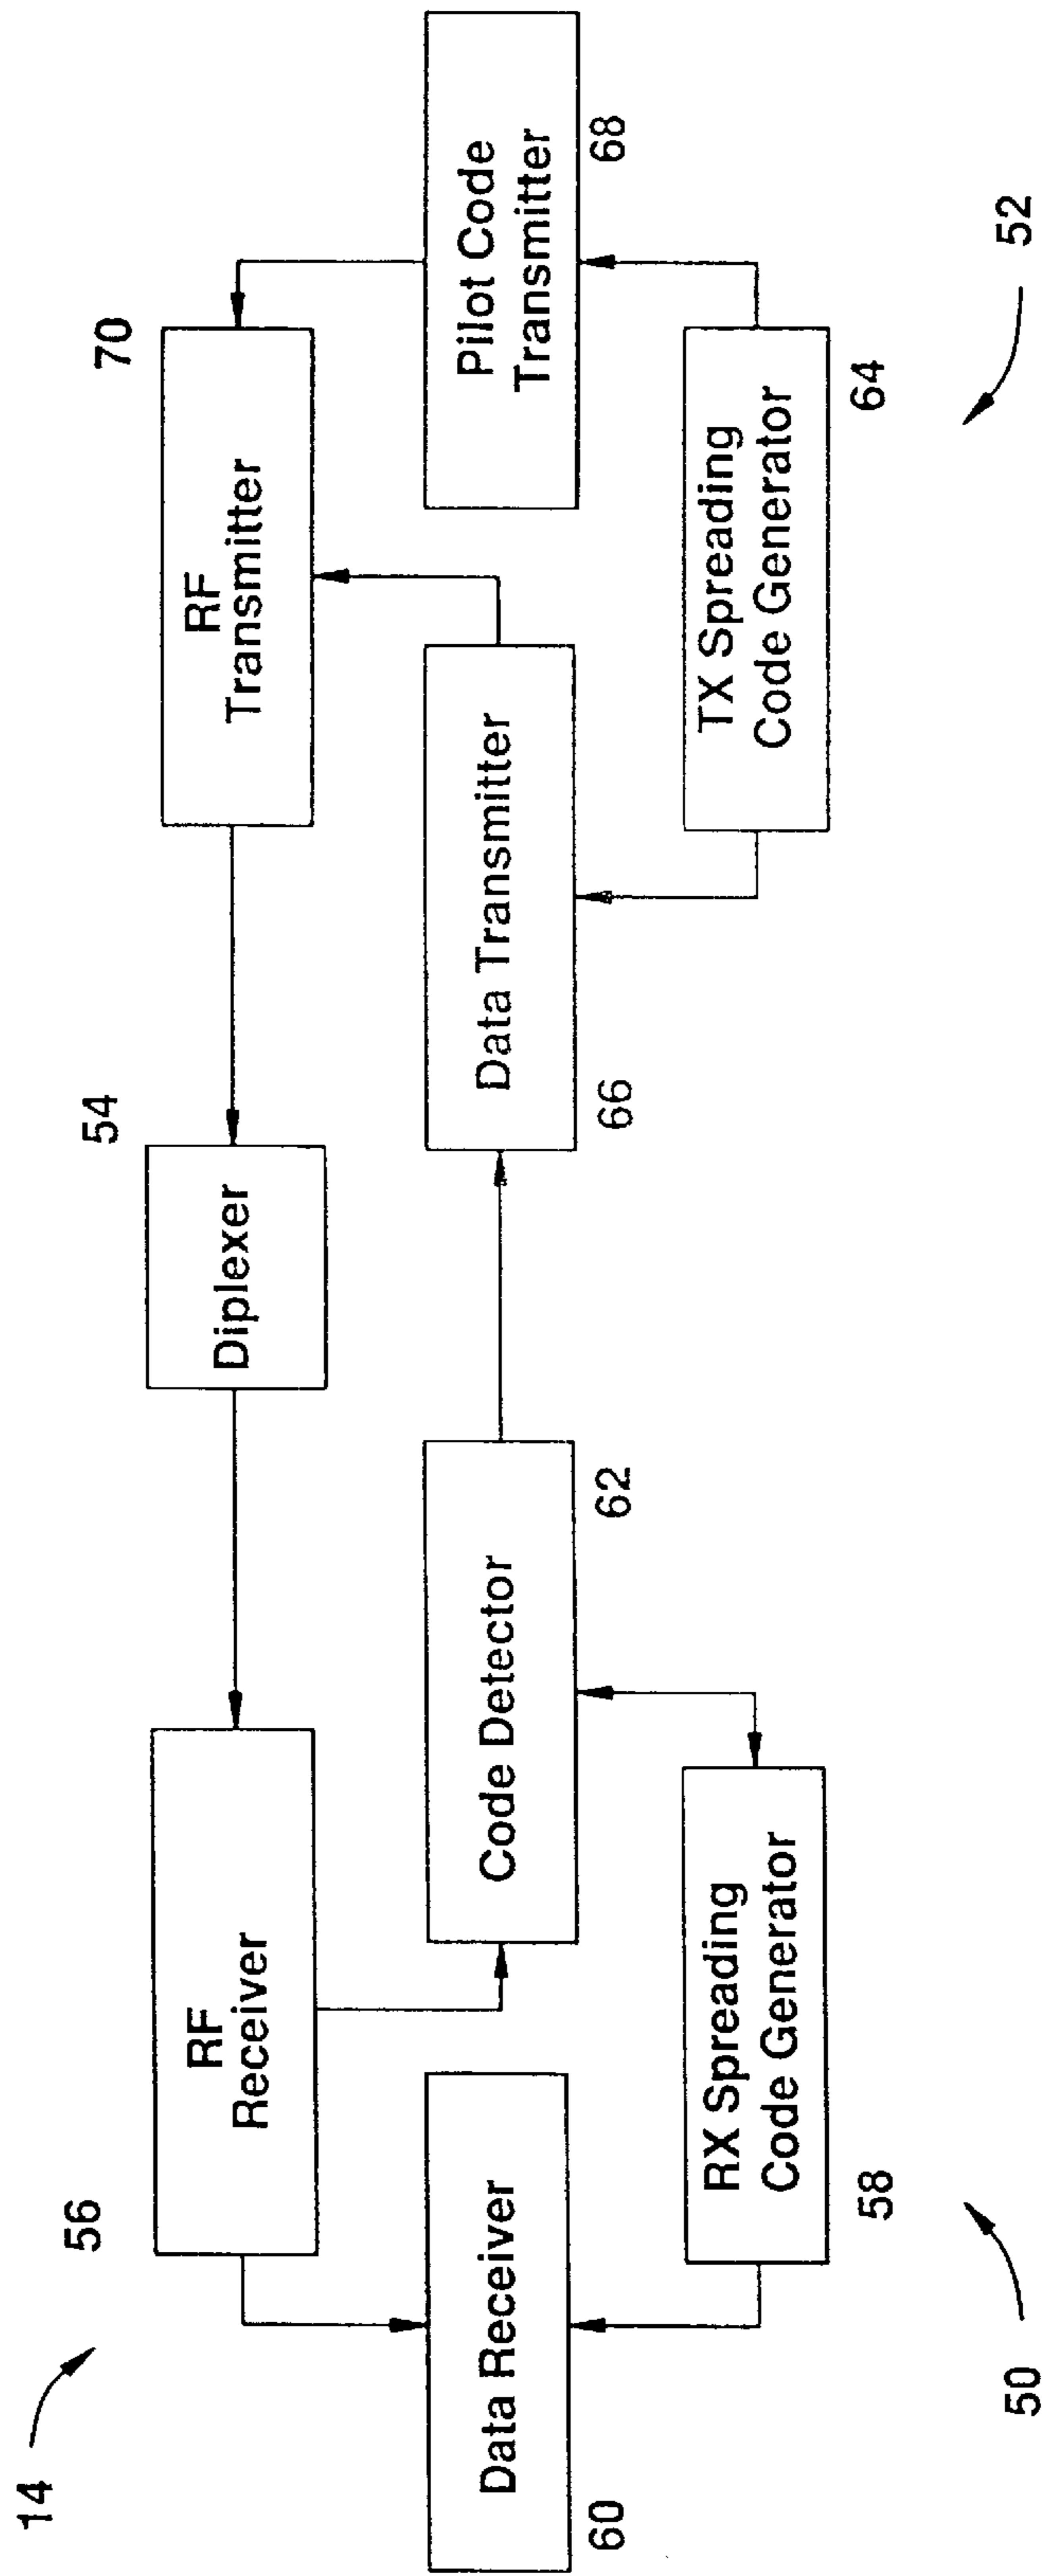 14
56
RF
Receiver
54
Diplexer
70
RF
Transmitter
Data Receiver
60
Code Detector
62
Data Transmitter
66
Pilot Code
Transmitter
68
RX Spreading
Code Generator
58
TX Spreading
Code Generator
64
50
52